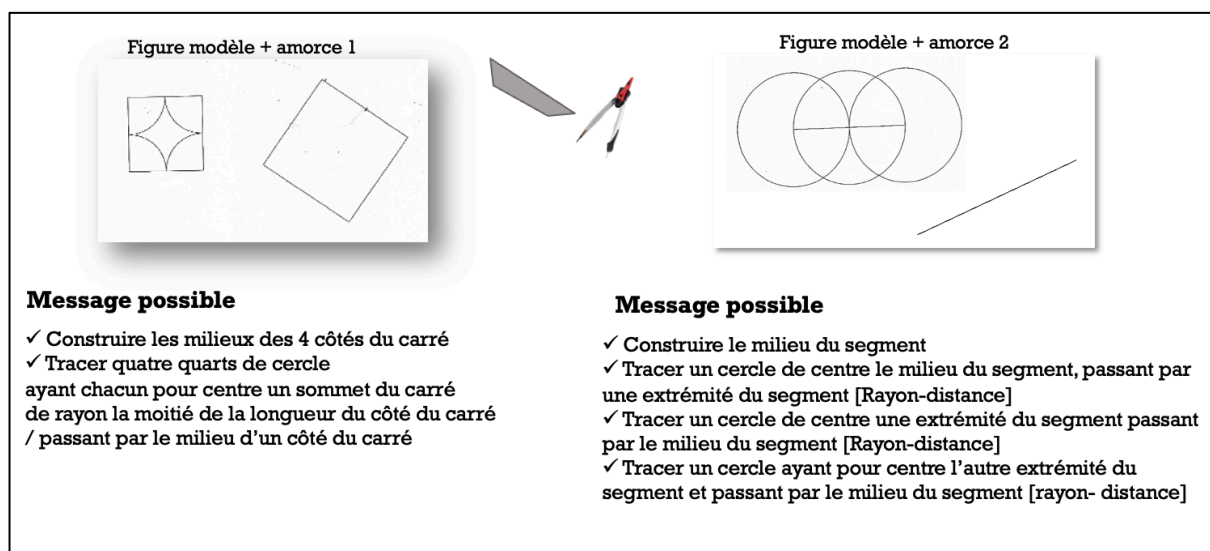 Figure modèle + amorce 1
Figure modèle + amorce 2
Message possible
✓ Construire les milieux des 4 côtés du carré
✓ Tracer quatre quarts de cercle
ayant chacun pour centre un sommet du carré
de rayon la moitié de la longueur du côté du carré
/ passant par le milieu d'un côté du carré
Message possible
✓ Construire le milieu du segment
✓ Tracer un cercle de centre le milieu du segment, passant par
une extrémité du segment [Rayon-distance]
✓ Tracer un cercle de centre une extrémité du segment passant
par le milieu du segment [Rayon-distance]
✓ Tracer un cercle ayant pour centre l'autre extrémité du
segment et passant par le milieu du segment [rayon- distance]